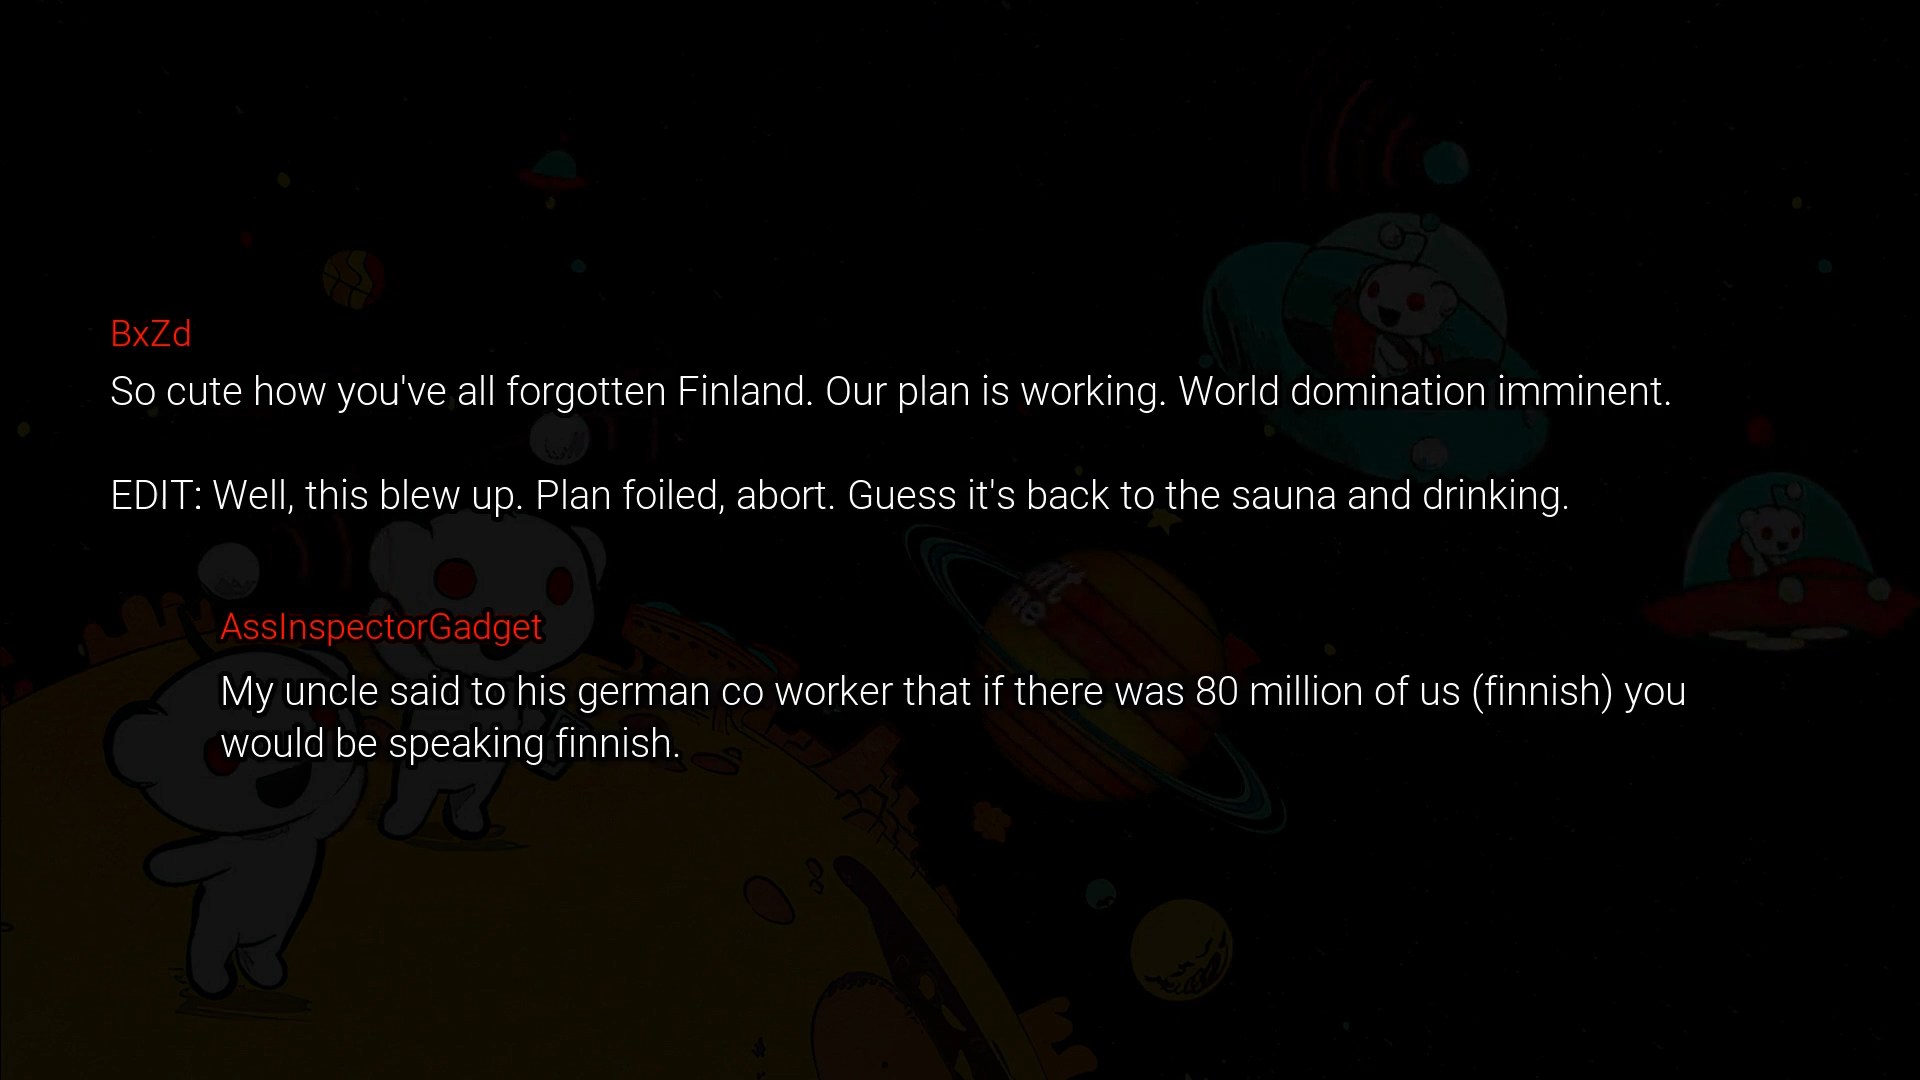 BxZd
So cute how you've all forgotten Finland. Our plan is working. World domination imminent.
EDIT: Well, this blew up. Plan foiled, abort. Guess it's back to the sauna and drinking.
AssInspectorGadget
My uncle said to his german co worker that if there was 80 million of us (finnish) you
would be speaking finnish.